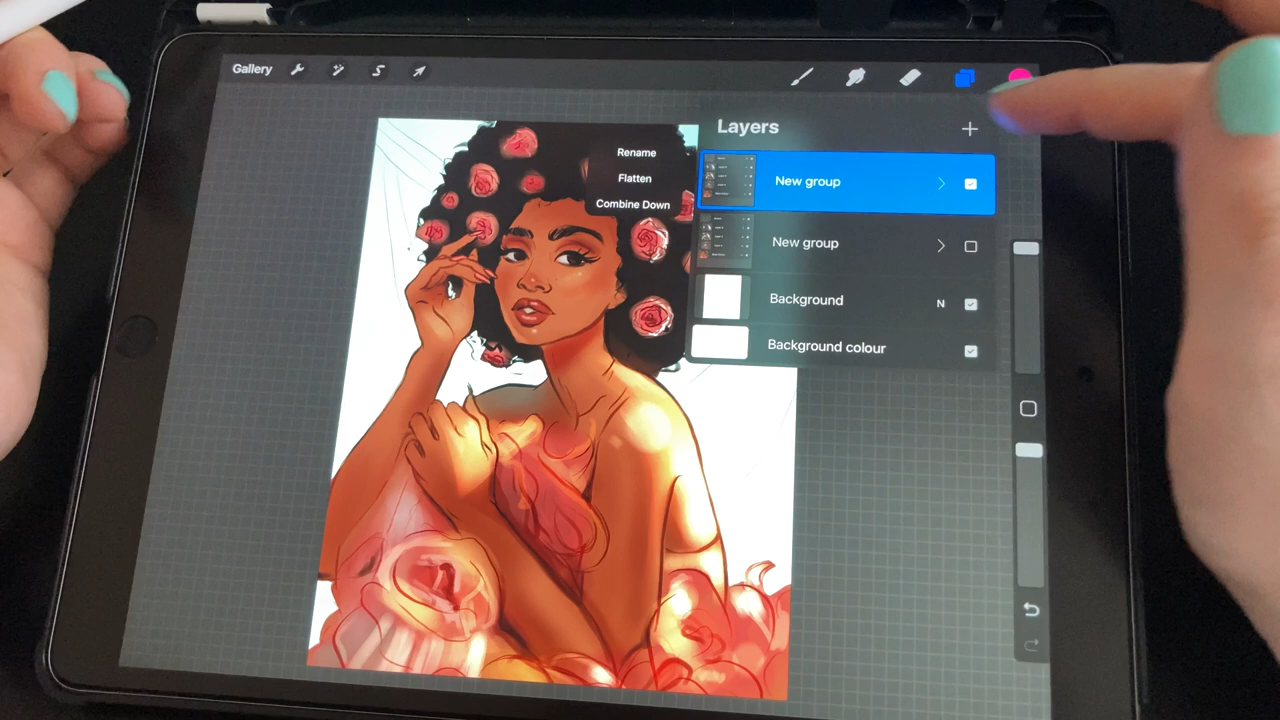 Gallery
Layers
Rename
Flatten
Combine Down
New group
New group
Background N
Background colour